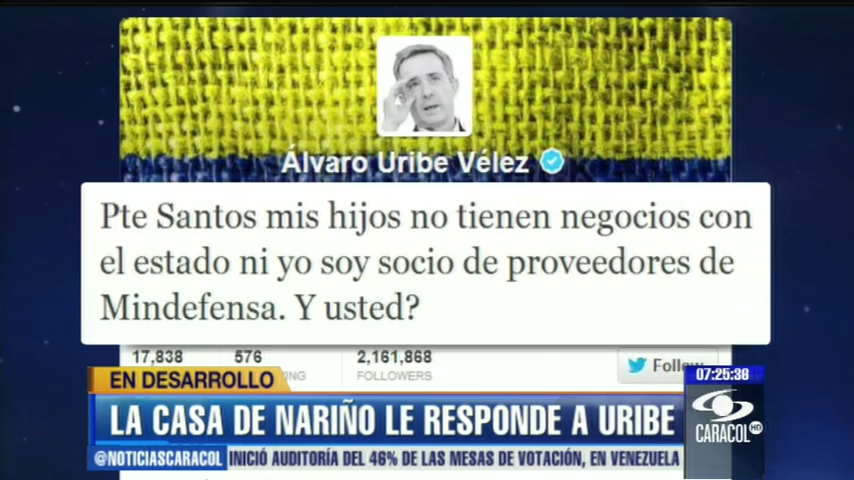 Álvaro Uribe Vélez
Pte Santos mis hijos no tienen negocios con
el estado ni yo soy socio de proveedores de
Mindefensa. Y usted?
17,838 576 2,161,868
FOLLOWERS
Follow
EN DESARROLLO
07:25:38
LA CASA DE NARIÑO LE RESPONDE A URIBE
CARACOL HD
@NOTICIASCARACOL INICIÓ AUDITORÍA DEL 46% DE LAS MESAS DE VOTACIÓN, EN VENEZUELA